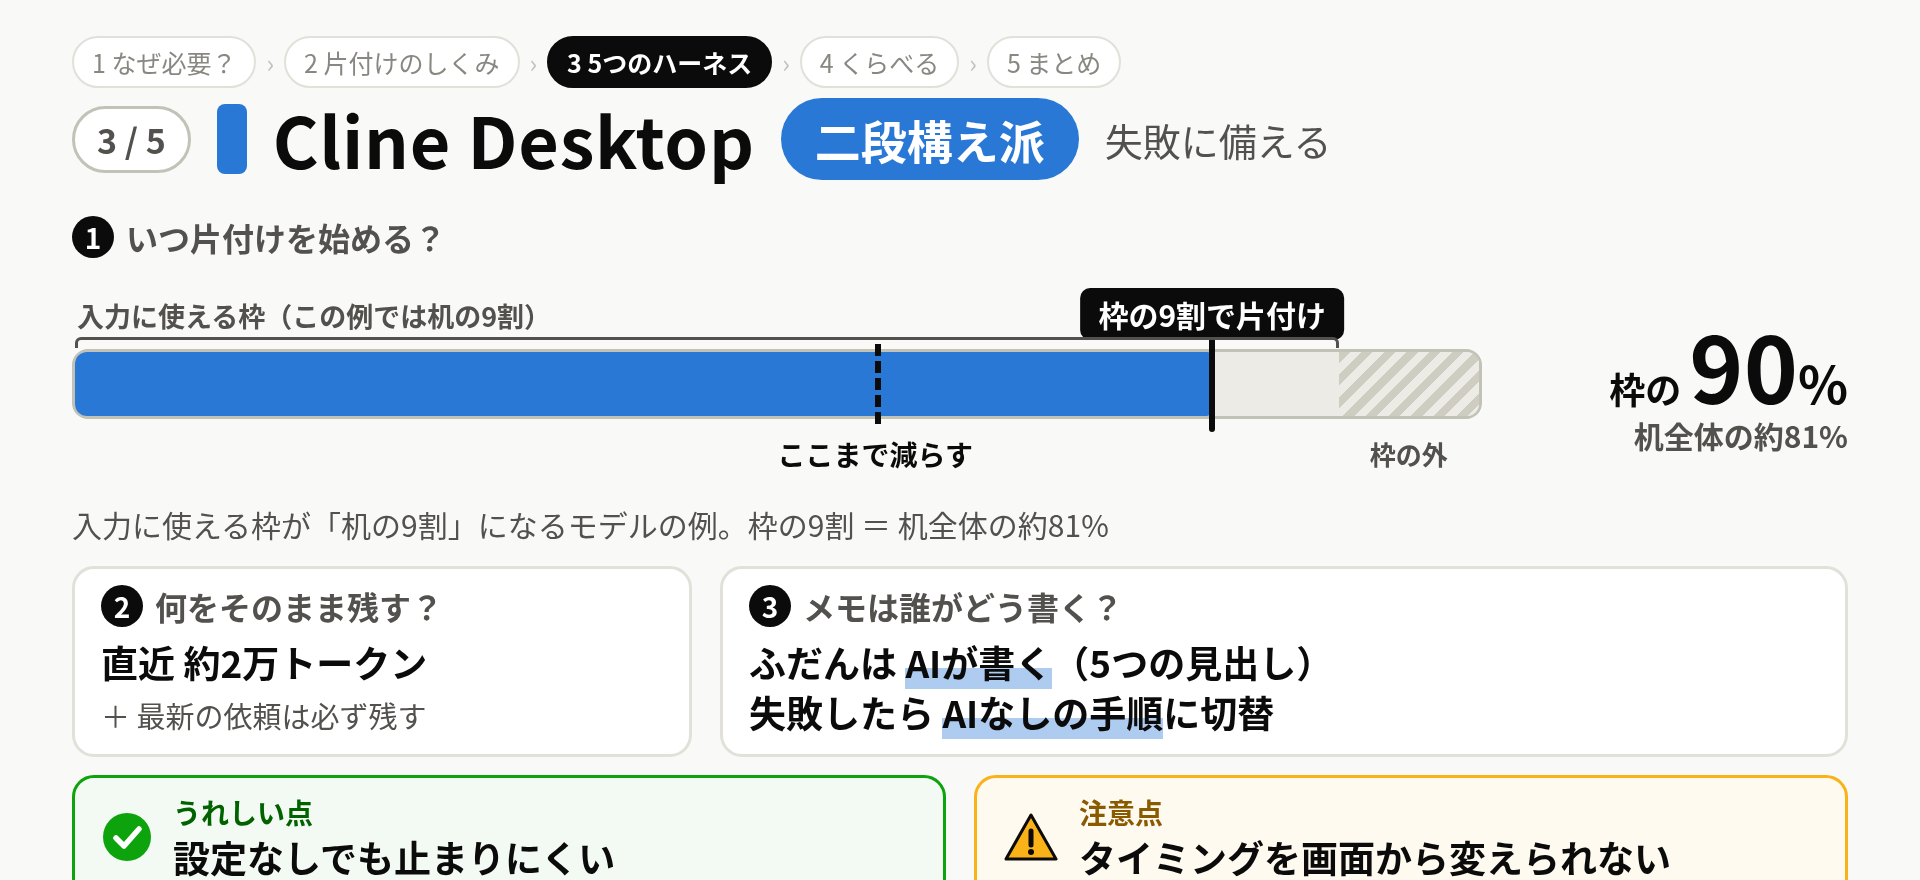 1 なぜ必要？ › 2 片付けのしくみ › 3 5つのハーネス › 4 くらべる › 5 まとめ
3 / 5 Cline Desktop 二段構え派 失敗に備える
1 いつ片付けを始める？
入力に使える枠（この例では机の9割）
枠の9割で片付け
枠の 90%
机全体の約81%
ここまで減らす
枠の外
入力に使える枠が「机の9割」になるモデルの例。枠の9割 ＝ 机全体の約81%
2 何をそのまま残す？
直近 約2万トークン
＋ 最新の依頼は必ず残す
3 メモは誰がどう書く？
ふだんは AIが書く（5つの見出し）
失敗したら AIなしの手順に切替
うれしい点
設定なしでも止まりにくい
注意点
タイミングを画面から変えられない